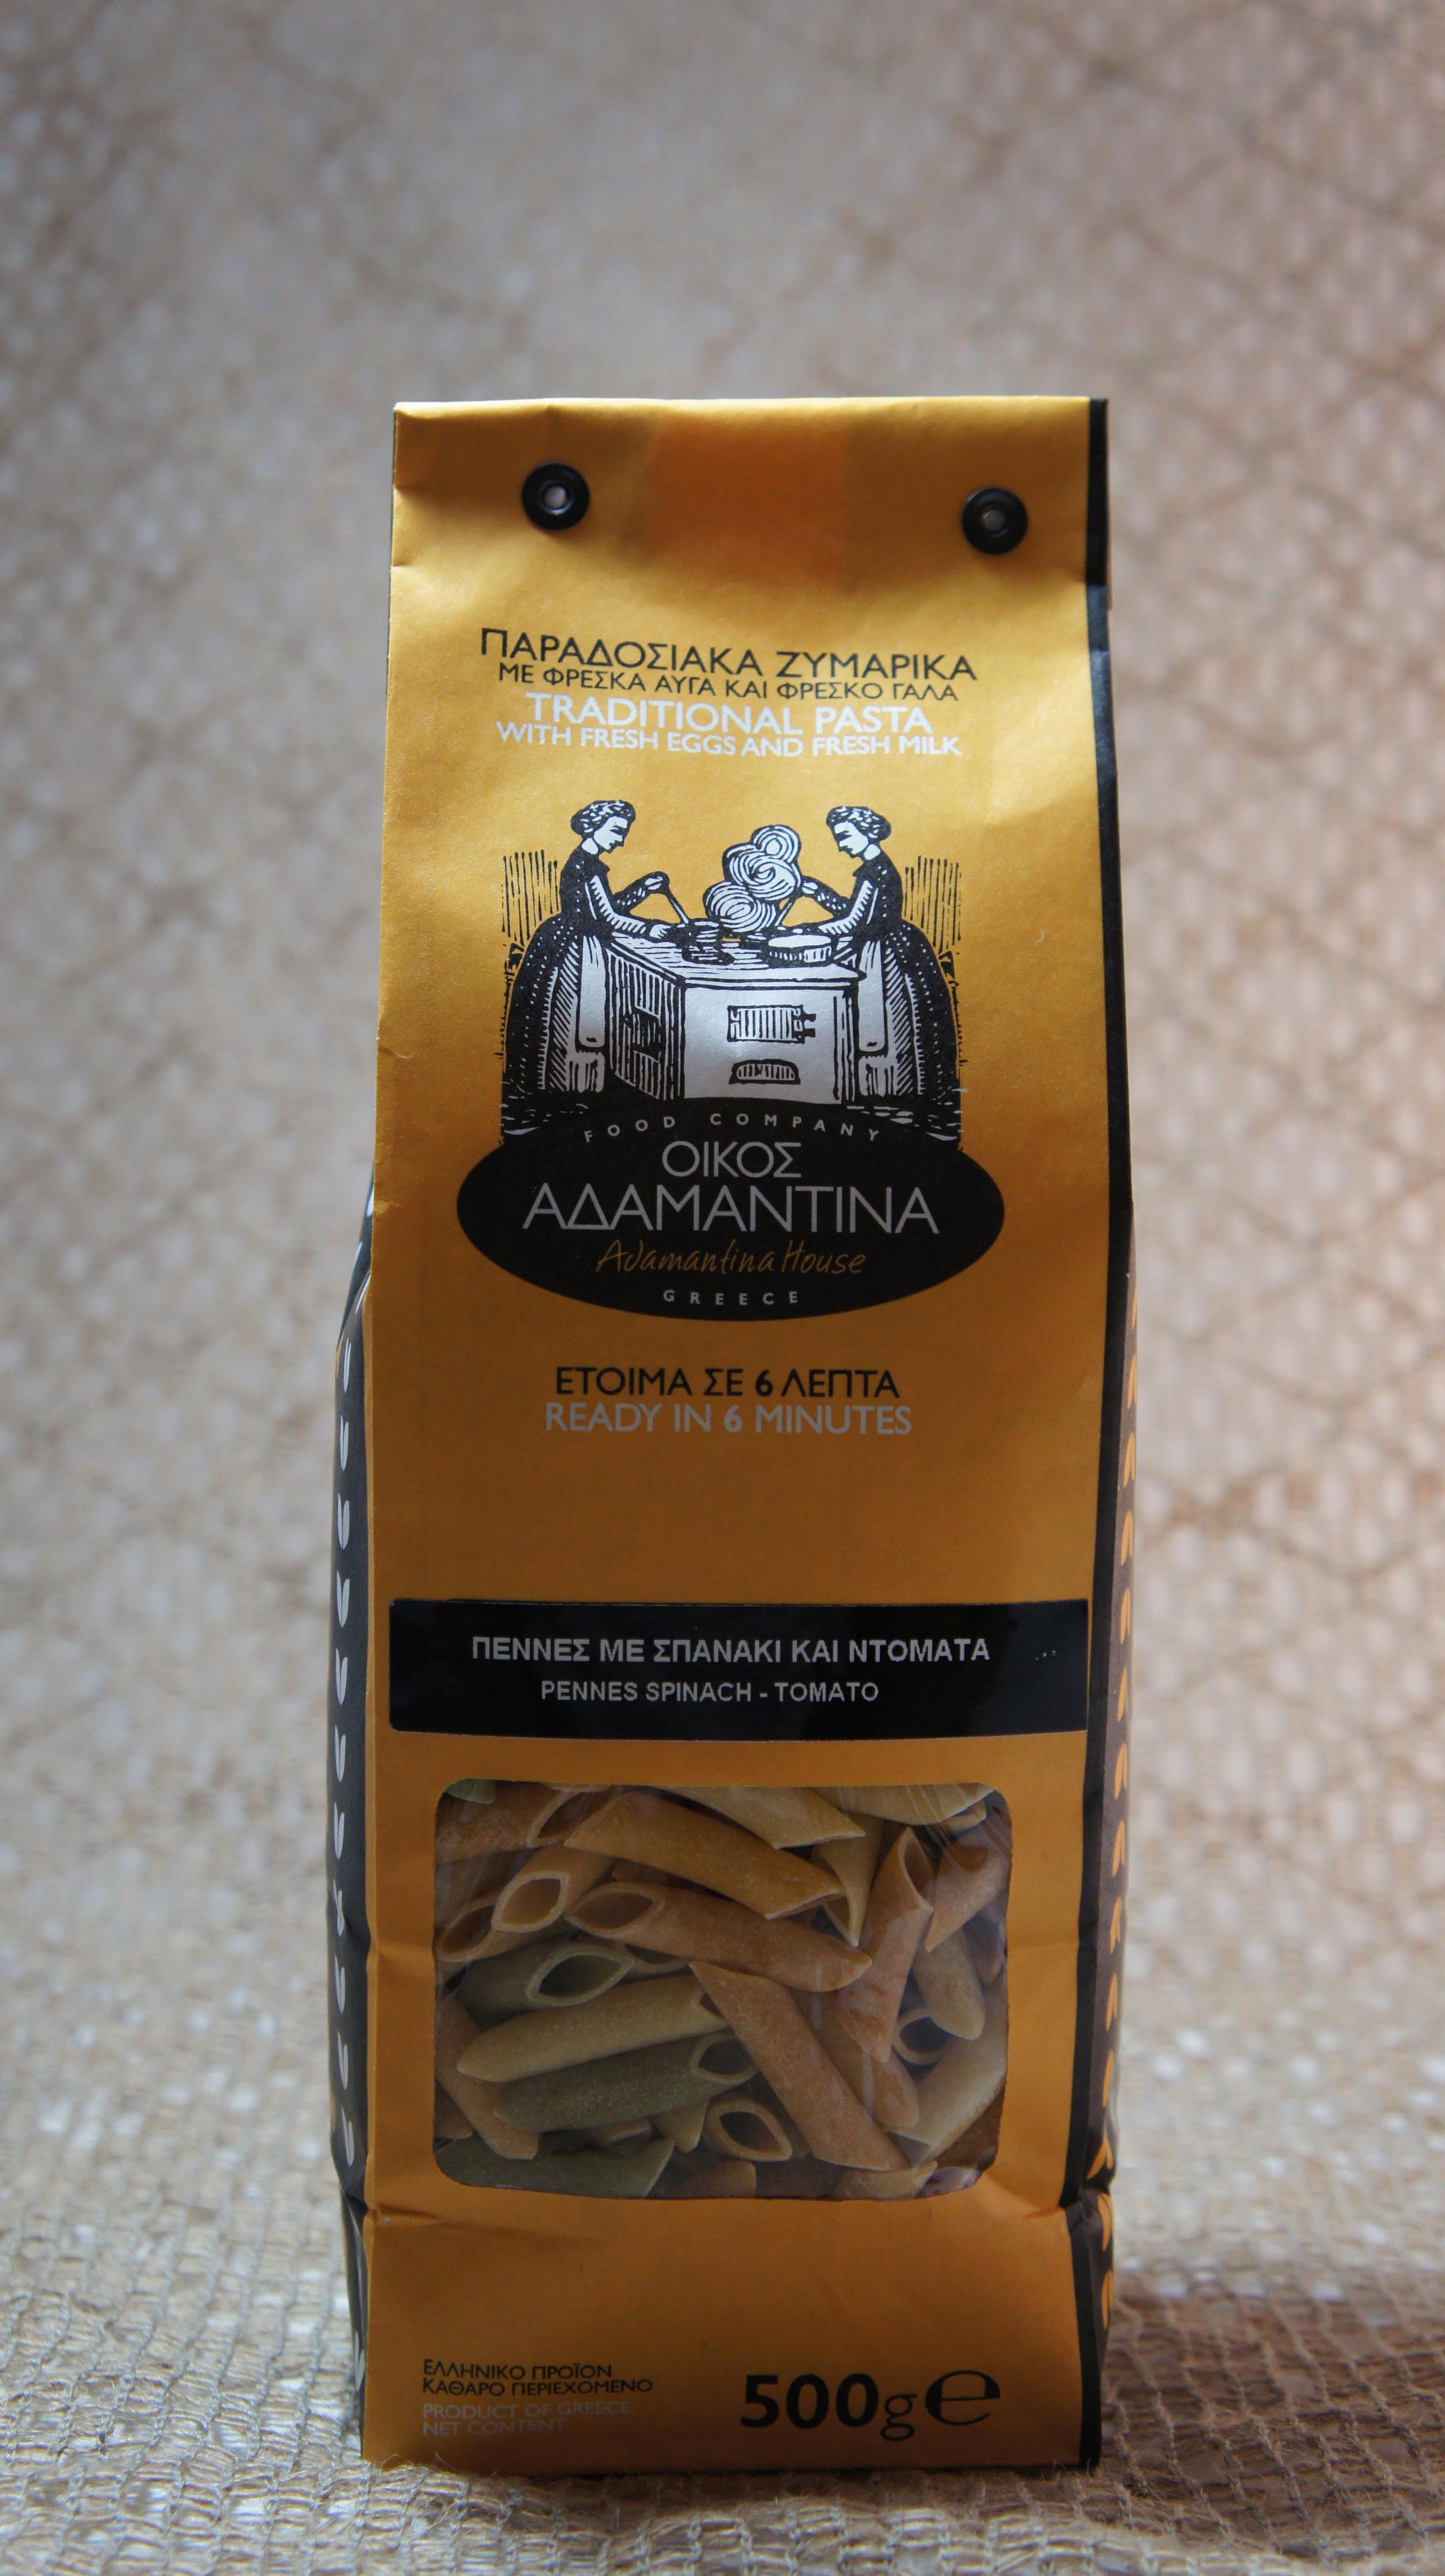 ΠΑΡΑΔΟΣΙΑΚΑ ΖΥΜΑΡΙΚΑ
ΜΕ ΦΡΕΣΚΑ ΑΥΓΑ ΚΑΙ ΦΡΕΣΚΟ ΓΑΛΑ
TRADITIONAL PASTA
WITH FRESH EGGS AND FRESH MILK
FOOD COMPANY
ΟΙΚΟΣ
ΑΔΑΜΑΝΤΙΝΑ
Adamantina House
GREECE
ΕΤΟΙΜΑ ΣΕ 6 ΛΕΠΤΑ
READY IN 6 MINUTES
ΠΕΝΝΕΣ ΜΕ ΣΠΑΝΑΚΙ ΚΑΙ ΝΤΟΜΑΤΑ
PENNES SPINACH - TOMATO
ΕΛΛΗΝΙΚΟ ΠΡΟΪΟΝ
ΚΑΘΑΡΟ ΠΕΡΙΕΧΟΜΕΝΟ
PRODUCT OF GREECE
NET CONTENT
500g ℮